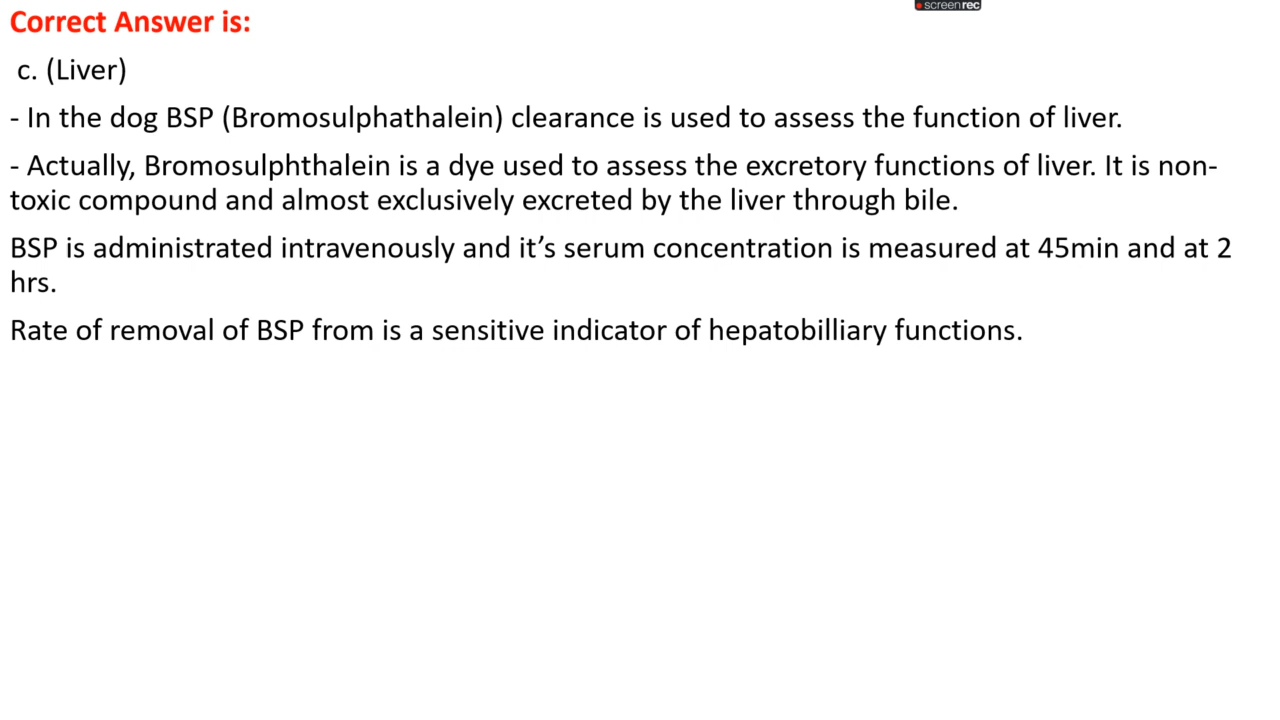 screenrec
Correct Answer is:
c. (Liver)
- In the dog BSP (Bromosulphathalein) clearance is used to assess the function of liver.
- Actually, Bromosulphthalein is a dye used to assess the excretory functions of liver. It is non-
toxic compound and almost exclusively excreted by the liver through bile.
BSP is administrated intravenously and it’s serum concentration is measured at 45min and at 2
hrs.
Rate of removal of BSP from is a sensitive indicator of hepatobilliary functions.